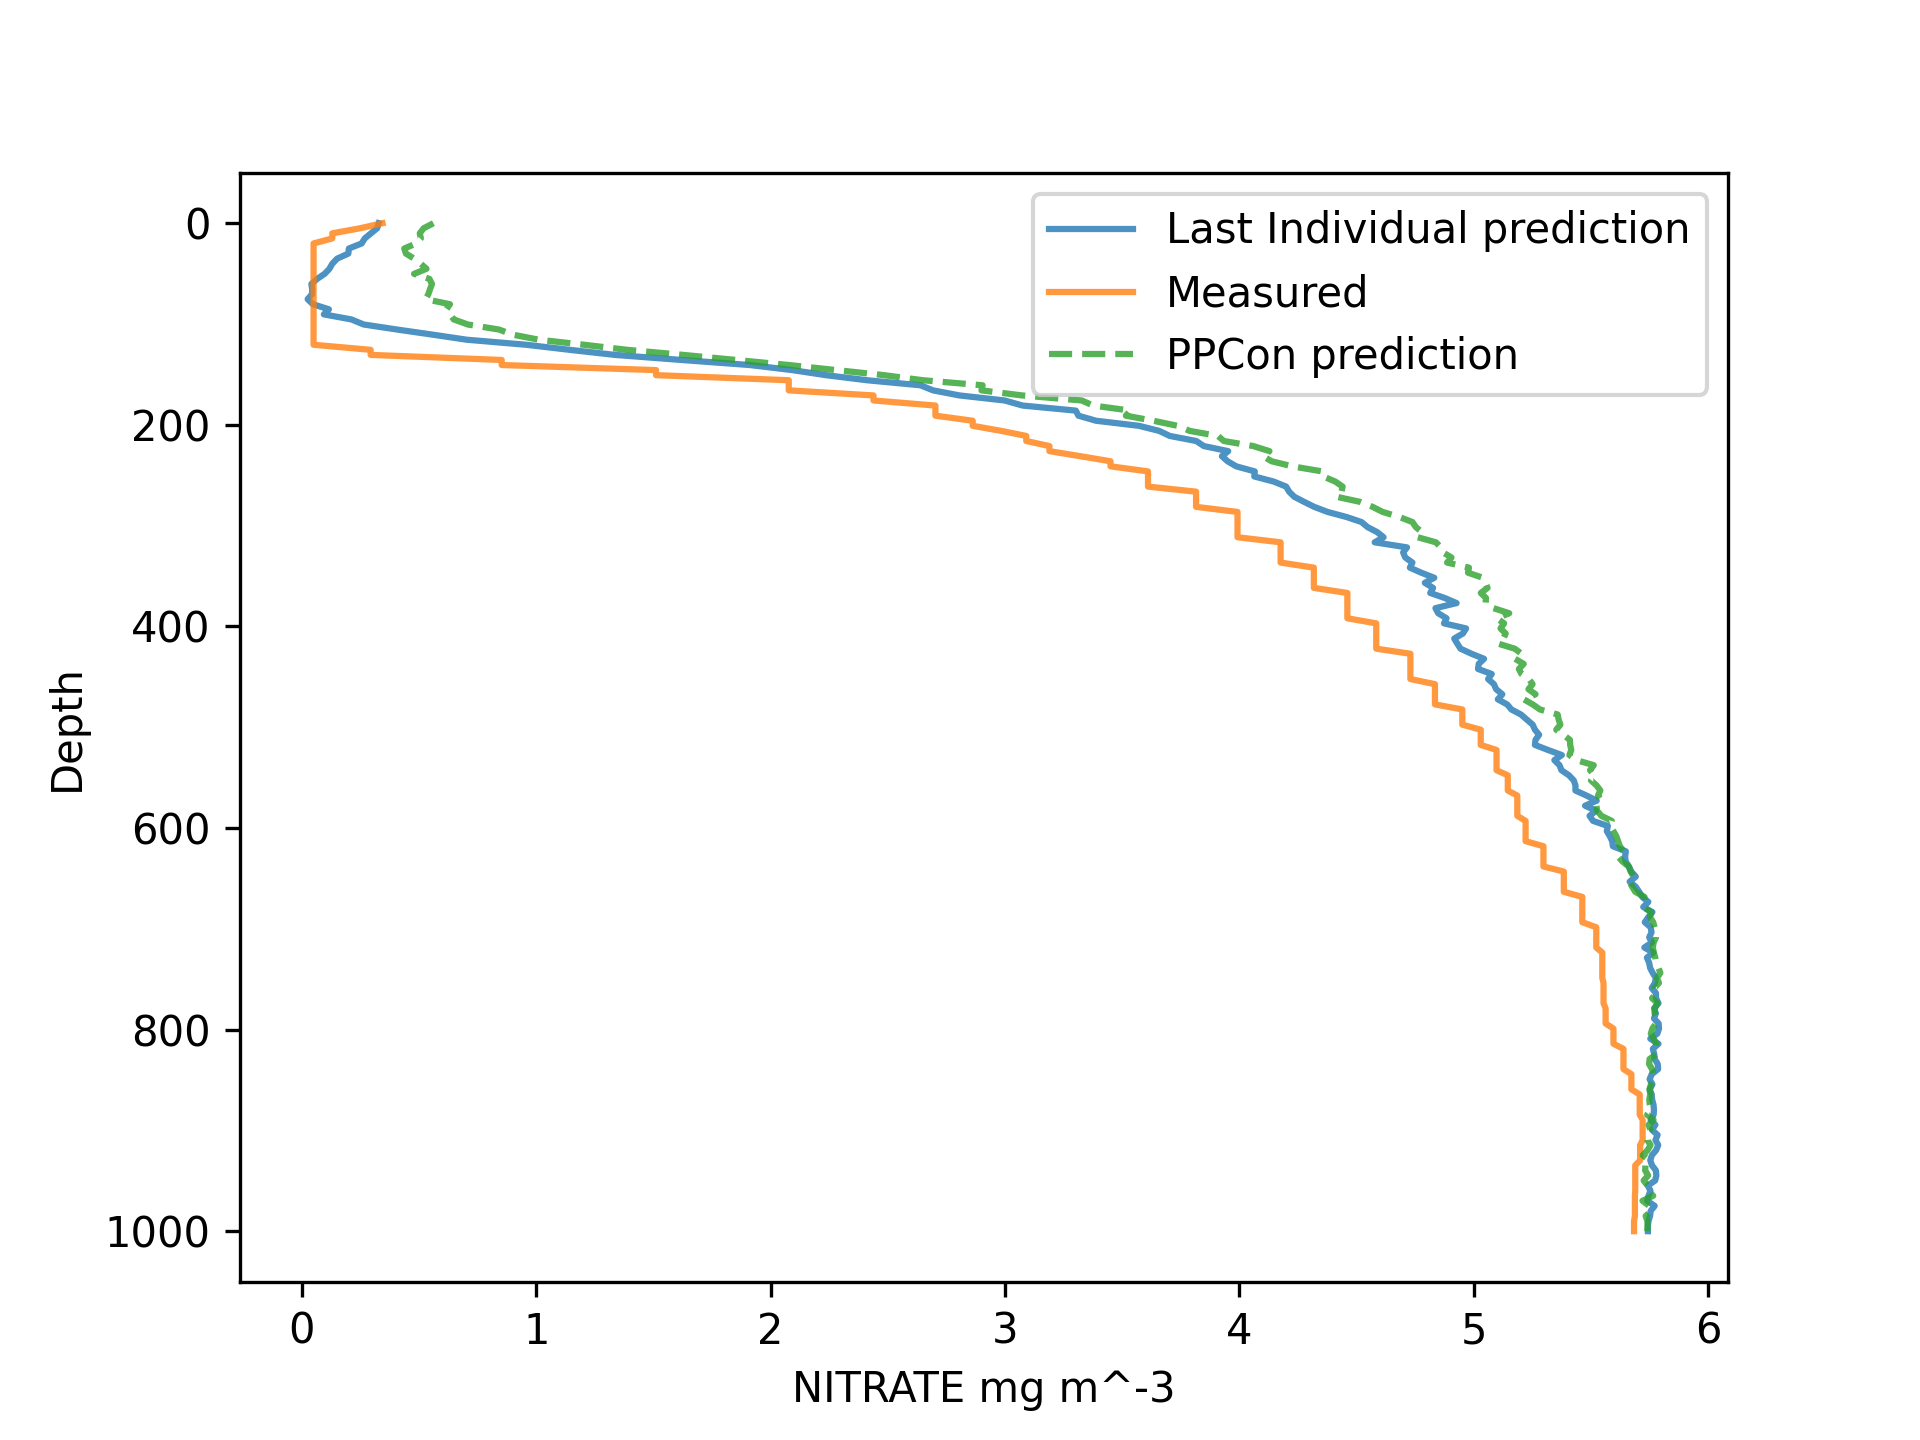 Last Individual prediction
Measured
PPCon prediction
0
200
400
600
800
1000
Depth
0 1 2 3 4 5 6
NITRATE mg m^-3